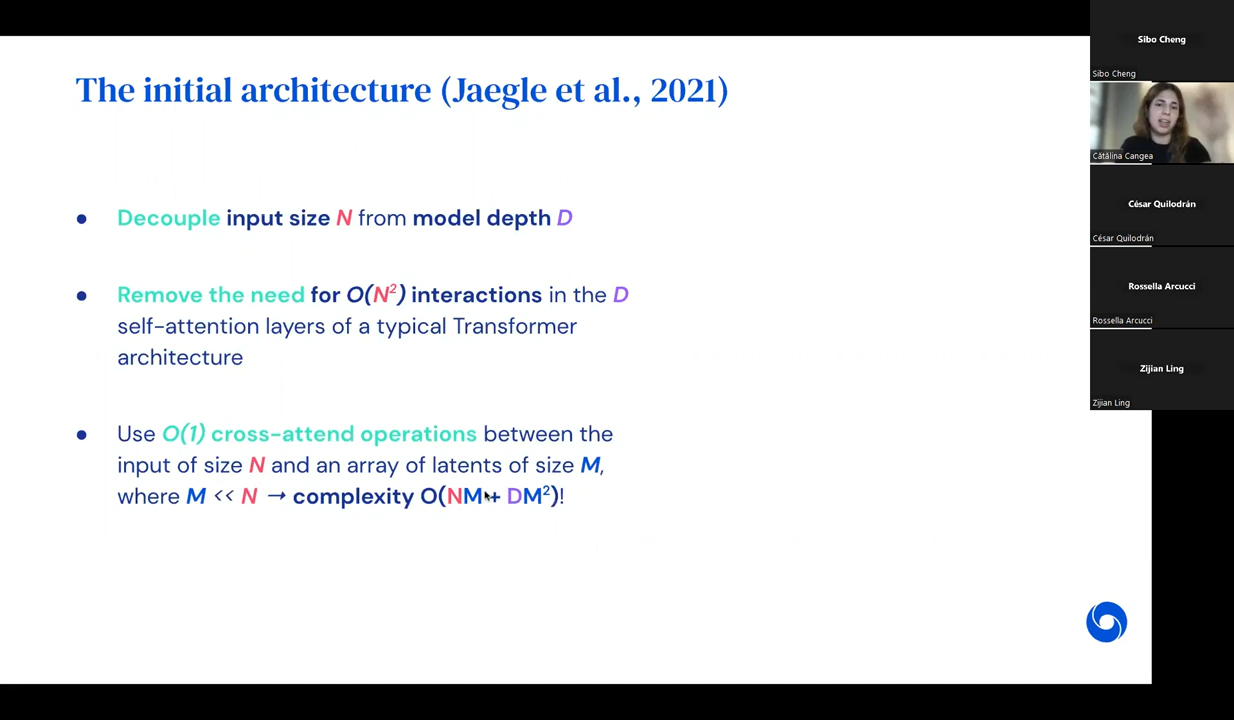 The initial architecture (Jaegle et al., 2021)
● Decouple input size N from model depth D
● Remove the need for O(N²) interactions in the D
self-attention layers of a typical Transformer
architecture
● Use O(1) cross-attend operations between the
input of size N and an array of latents of size M,
where M << N → complexity O(NM + DM²)!
Sibo Cheng
Sibo Cheng
Cătălina Cangea
César Quilodrán
César Quilodrán
Rossella Arcucci
Rossella Arcucci
Zijian Ling
Zijian Ling